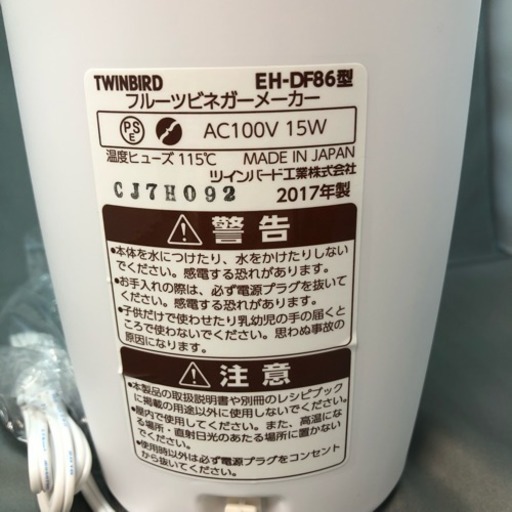 TWINBIRD EH-DF86型
フルーツビネガーメーカー
PS
E
AC100V 15W
温度ヒューズ 115℃ MADE IN JAPAN
ツインバード工業株式会社
CJ7H092 2017年製
警告
•本体を水につけたり、水をかけたりしない
でください。感電する恐れがあります。
•お手入れの際は、必ず電源プラグを抜いて
ください。感電する恐れがあります。
•子供だけで使わせたり乳幼児の手の届くと
ころで使わないでください。思わぬ事故の
原因になります。
注意
•本製品の取扱説明書や別冊のレシピブック
に掲載の用途以外に使用しないでください。
•屋内で使用してください。また、高温にな
る場所・直射日光のあたる場所に置かない
でください。
•使用時以外は必ず電源プラグをコンセント
から抜いてください。